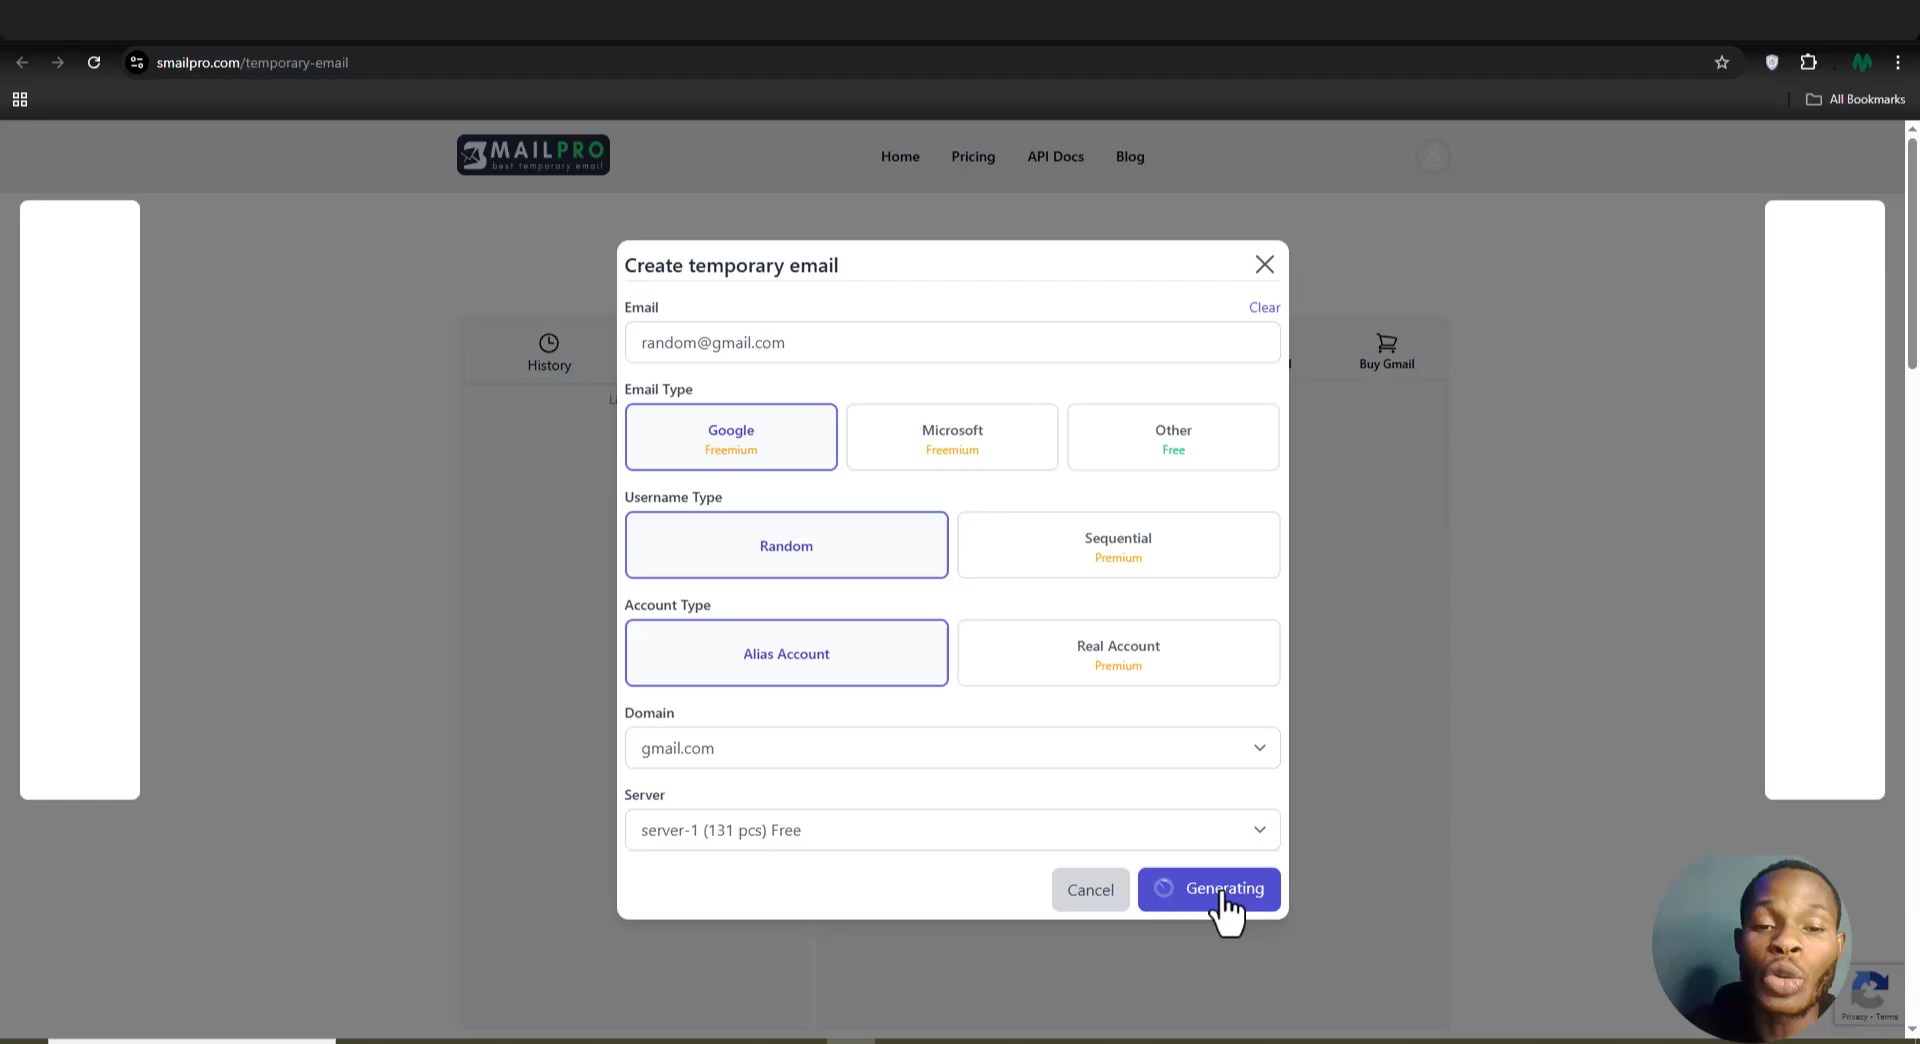 smailpro.com/temporary-email
All Bookmarks
MAILPRO
best temporary email
Home
Pricing
API Docs
Blog
Create temporary email
Email
Clear
random@gmail.com
History
Buy Gmail
Email Type
Google
Freemium
Microsoft
Freemium
Other
Free
Username Type
Random
Sequential
Premium
Account Type
Alias Account
Real Account
Premium
Domain
gmail.com
Server
server-1 (131 pcs) Free
Cancel
Generating
Privacy - Terms